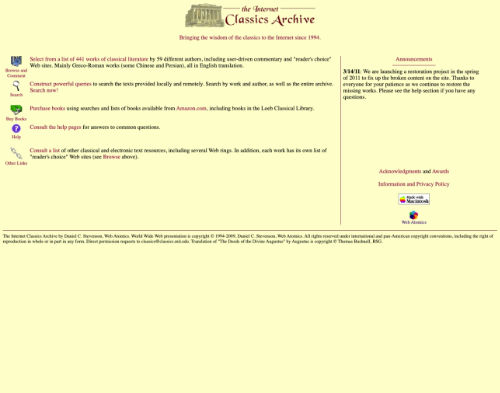 the Internet
Classics Archive
Bringing the wisdom of the classics to the Internet since 1994.
Browse and
Comment
Select from a list of 441 works of classical literature by 59 different authors, including user-driven commentary and "reader's choice"
Web sites. Mainly Greco-Roman works (some Chinese and Persian), all in English translation.
Search
Construct powerful queries to search the texts provided locally and remotely. Search by work and author, as well as the entire archive.
Search now!
Buy Books
Purchase books using searches and lists of books available from Amazon.com, including books in the Loeb Classical Library.
Help
Consult the help pages for answers to common questions.
Other Links
Consult a list of other classical and electronic text resources, including several Web rings. In addition, each work has its own list of
"reader's choice" Web sites (see Browse above).
Announcements
3/14/11: We are launching a restoration project in the spring
of 2011 to fix up the broken content on the site. Thanks to
everyone for your patience as we continue to restore the
missing works. Please see the help section if you have any
questions.
Acknowledgments and Awards
Information and Privacy Policy
Made with
Macintosh
Web Atomics
The Internet Classics Archive by Daniel C. Stevenson, Web Atomics. World Wide Web presentation is copyright © 1994-2009, Daniel C. Stevenson, Web Atomics. All rights reserved under international and pan-American copyright conventions, including the right of
reproduction in whole or in part in any form. Direct permission requests to classics@classics.mit.edu. Translation of "The Deeds of the Divine Augustus" by Augustus is copyright © Thomas Bushnell, BSG.